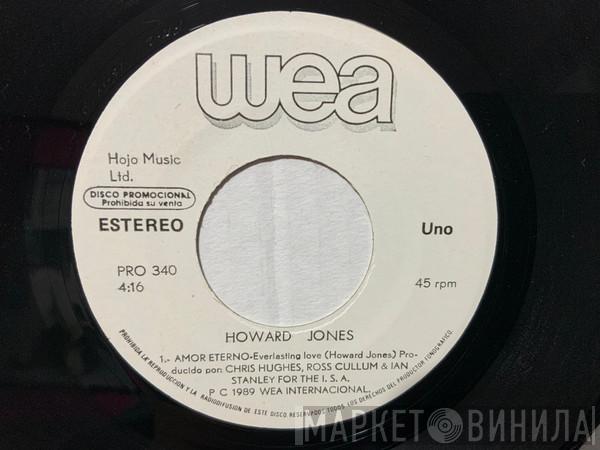 wea
Hojo Music
Ltd.
DISCO PROMOCIONAL
Prohibida su venta
ESTEREO
Uno
PRO 340
4:16
45 rpm
HOWARD JONES
1.- AMOR ETERNO-Everlasting love (Howard Jones) Pro-
ducida por: CHRIS HUGHES, ROSS CULLUM & IAN
STANLEY FOR THE I. S. A.
P C 1989 WEA INTERNACIONAL.
PROHIBIDA LA REPRODUCCION Y LA RADIODIFUSION DE ESTE DISCO. RESERVADOS TODOS LOS DERECHOS DEL PRODUCTOR FONOGRAFICO.
МАРКЕТ ВИНИЛА